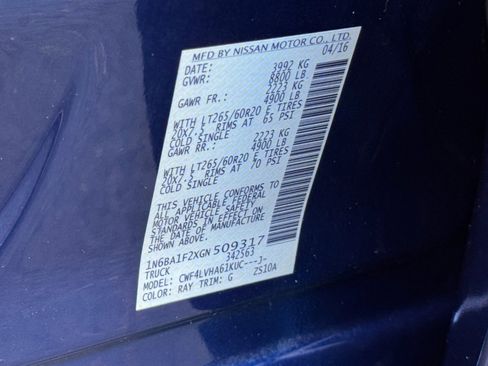 MFD BY NISSAN MOTOR CO., LTD.
04/16
DATE:
GVWR: 3992 KG
8800 LB.
GAWR FR.: 2223 KG
4900 LB
WITH LT265/60R20 E TIRES
20X7.5 RIMS AT 65 PSI
COLD SINGLE
GAWR RR.: 2223 KG
4900 LB
WITH LT265/60R20 E TIRES
20X7.5 RIMS AT 70 PSI
COLD SINGLE
THIS VEHICLE CONFORMS TO
ALL APPLICABLE FEDERAL
MOTOR VEHICLE SAFETY
STANDARDS IN EFFECT ON
THE DATE OF MANUFACTURE
SHOWN ABOVE.
1N6BA1F2XGN509317
TRUCK 342563
MODEL: CWF4LVHA61KUC---J-
COLOR: RAY TRIM: G ZS10A